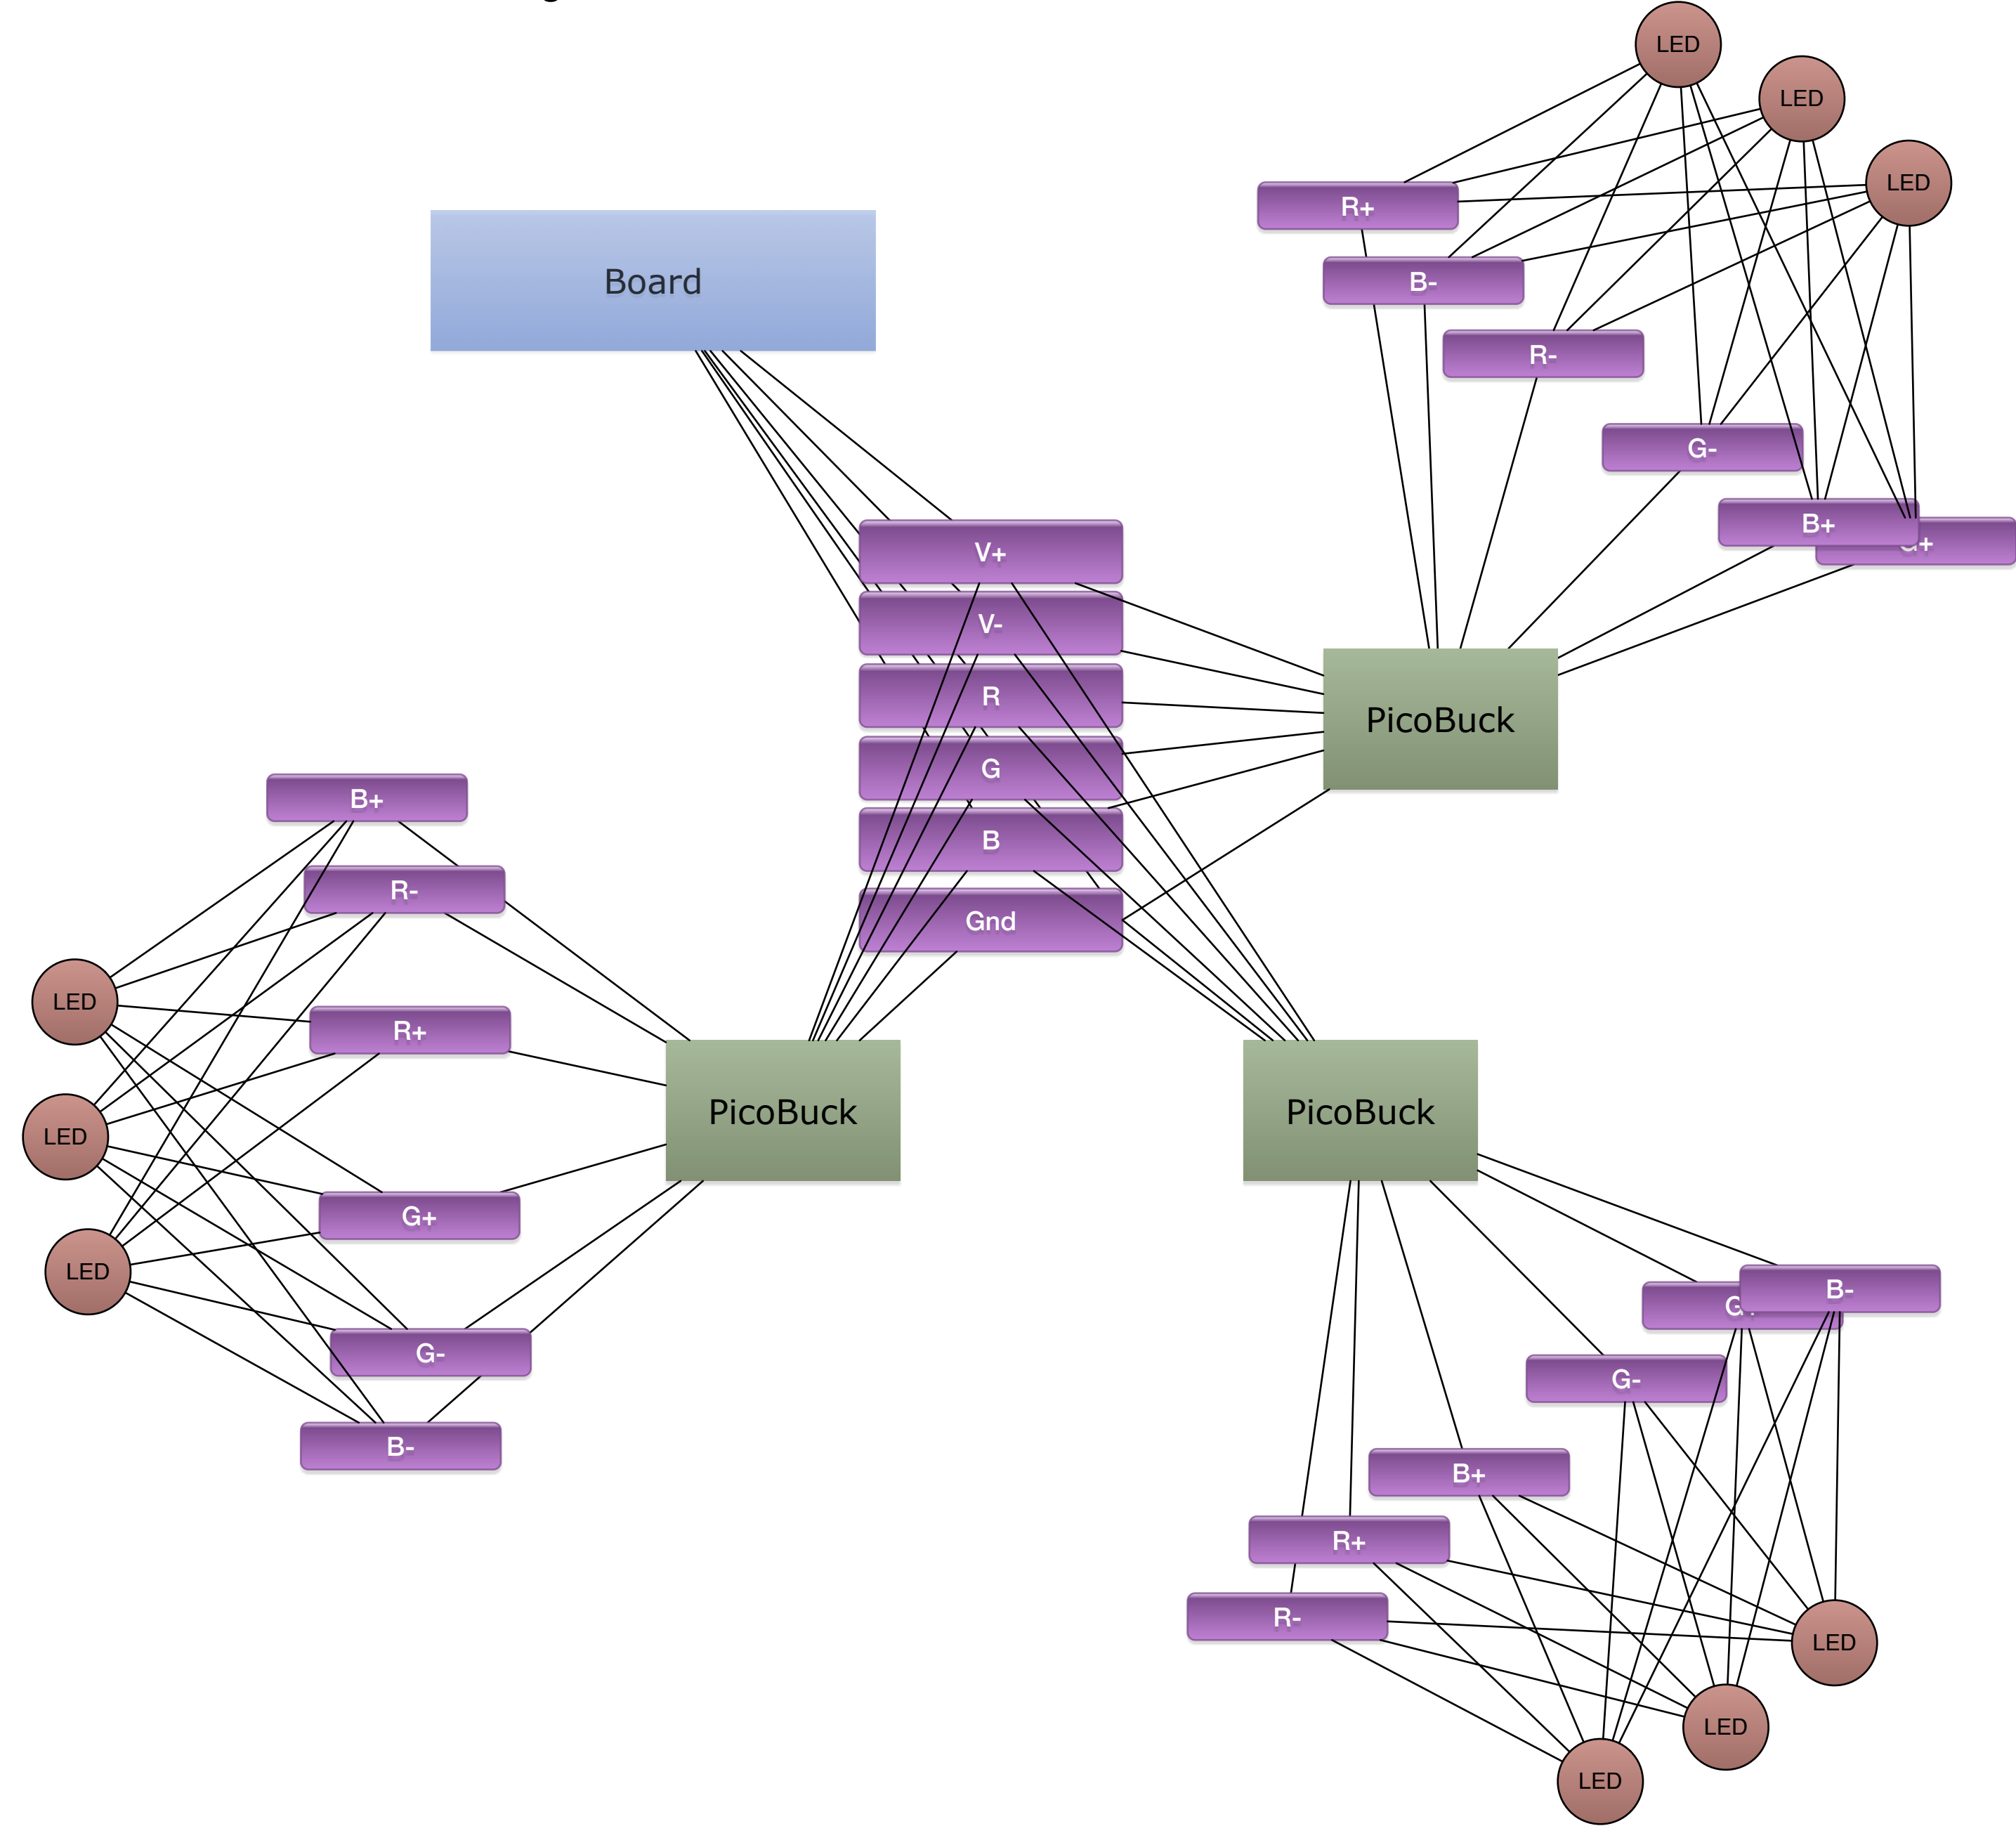 LED
LED
LED
R+
Board
B-
R-
G-
B+
V+
V-
R
PicoBuck
G
B
Gnd
B+
R-
LED
R+
LED
PicoBuck
PicoBuck
G+
LED
G-
B-
B-
G-
B+
R+
R-
LED
LED
LED